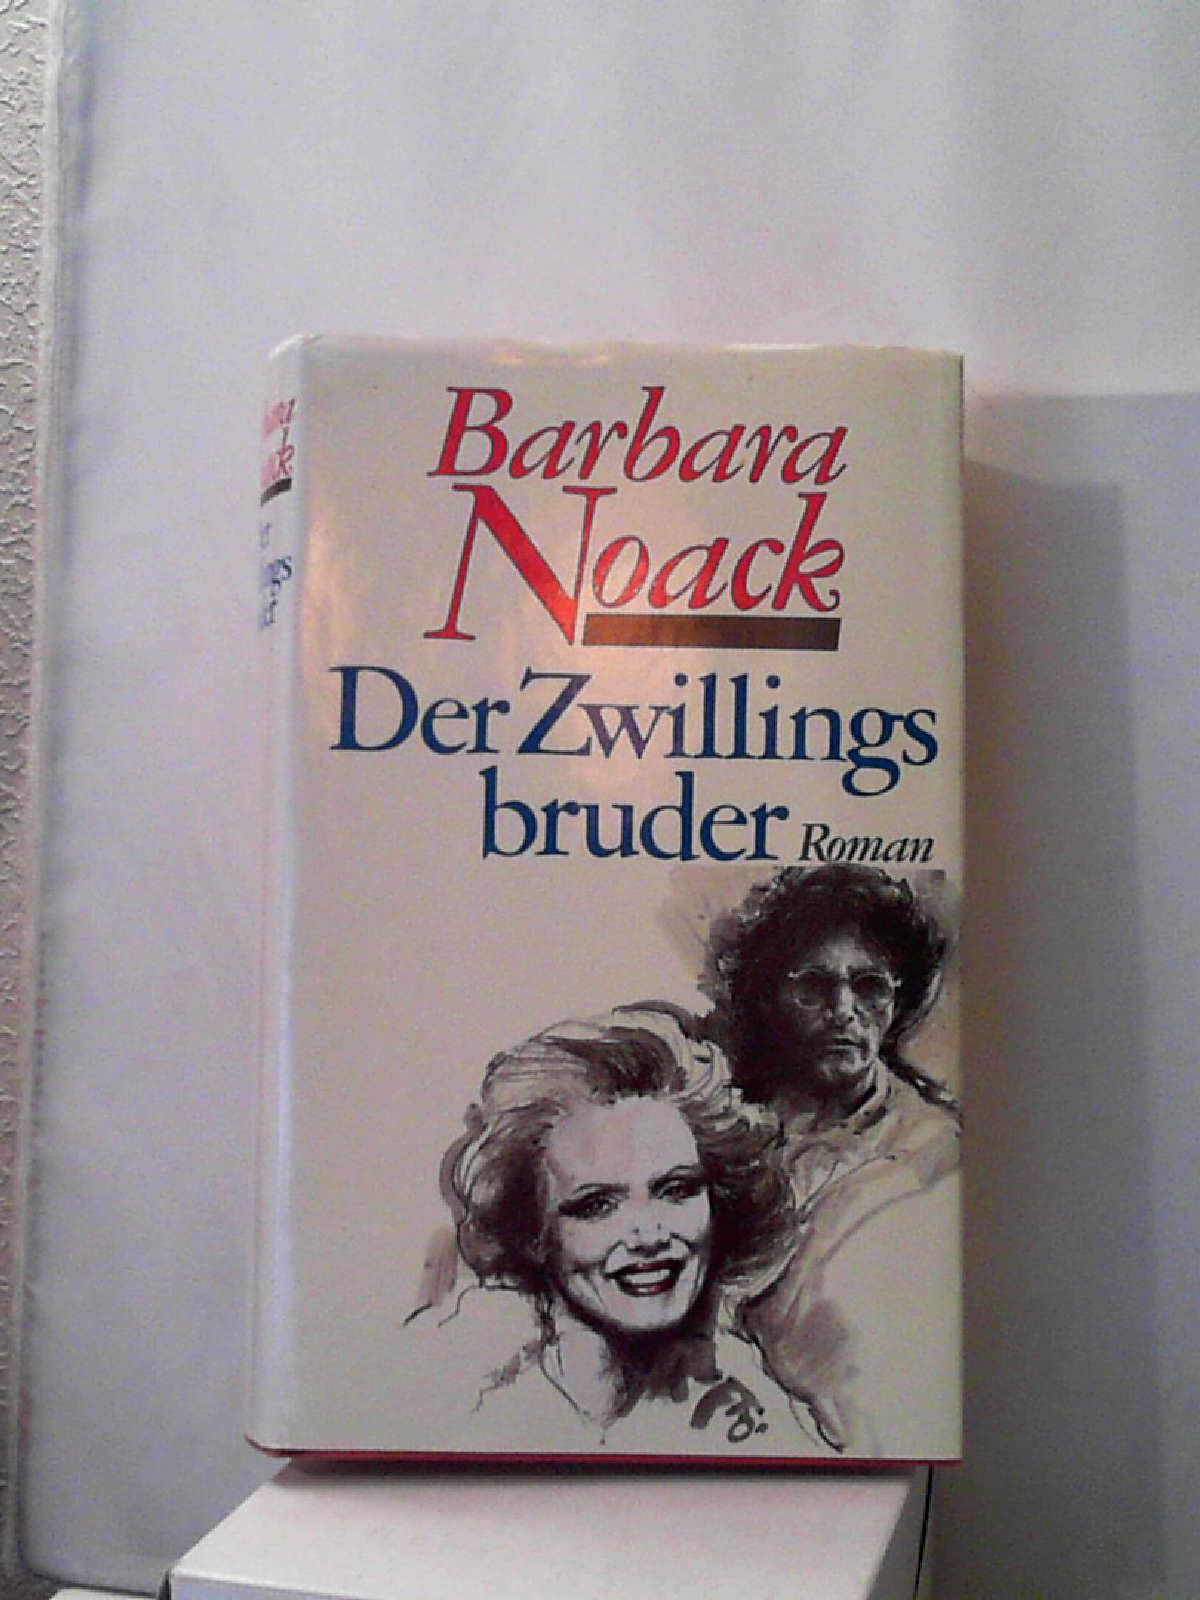 Barbara
Noack
Der Zwillings
bruder Roman